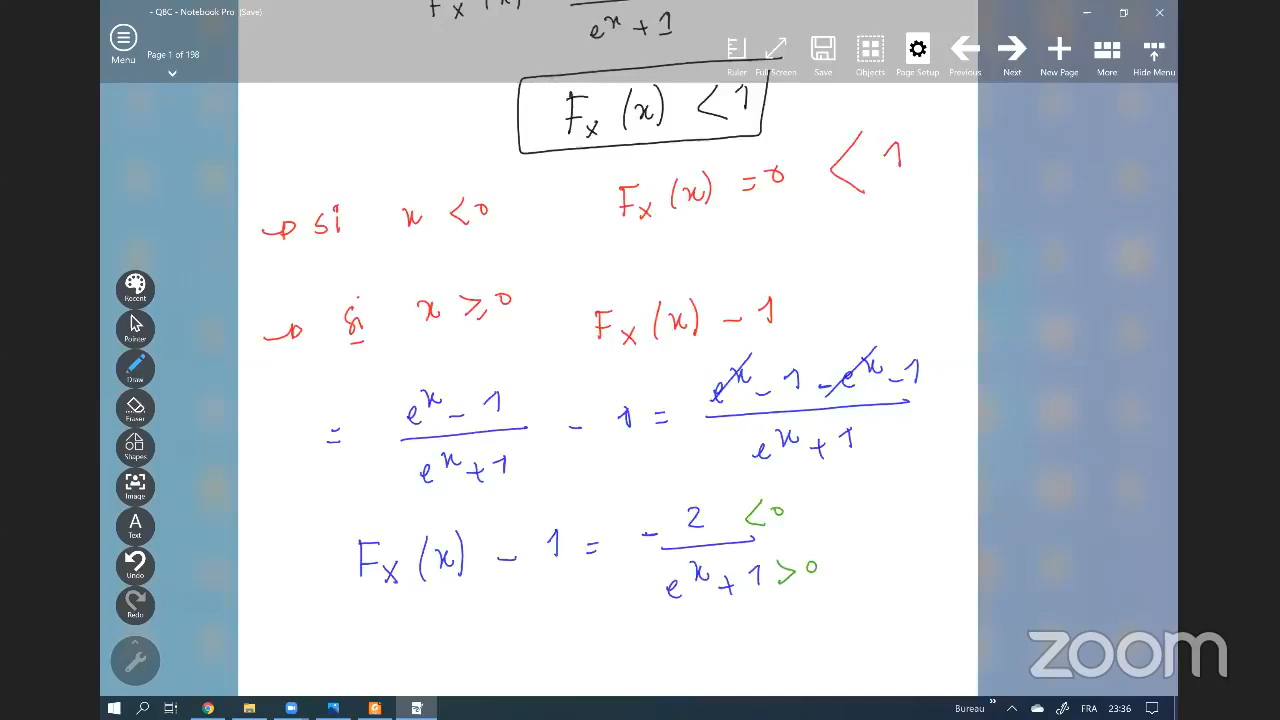 - QBC - Notebook Pro (Save)
Menu
Page 1 of 198
Ruler Full Screen Save Objects Page Setup Previous Next New Page More Hide Menu
e^x + 1
F_X (x) < 1
→ si x < 0 F_X (x) = 0 < 1
→ si x ≥ 0 F_X (x) - 1
= (e^x - 1)/(e^x + 1) - 1 = (e^x - 1 - e^x - 1)/(e^x + 1)
F_X (x) - 1 = - 2/(e^x + 1) < 0 > 0
Recent
Pointer
Draw
Eraser
Shapes
Image
Text
Undo
Redo
zoom
Bureau » FR 23:36